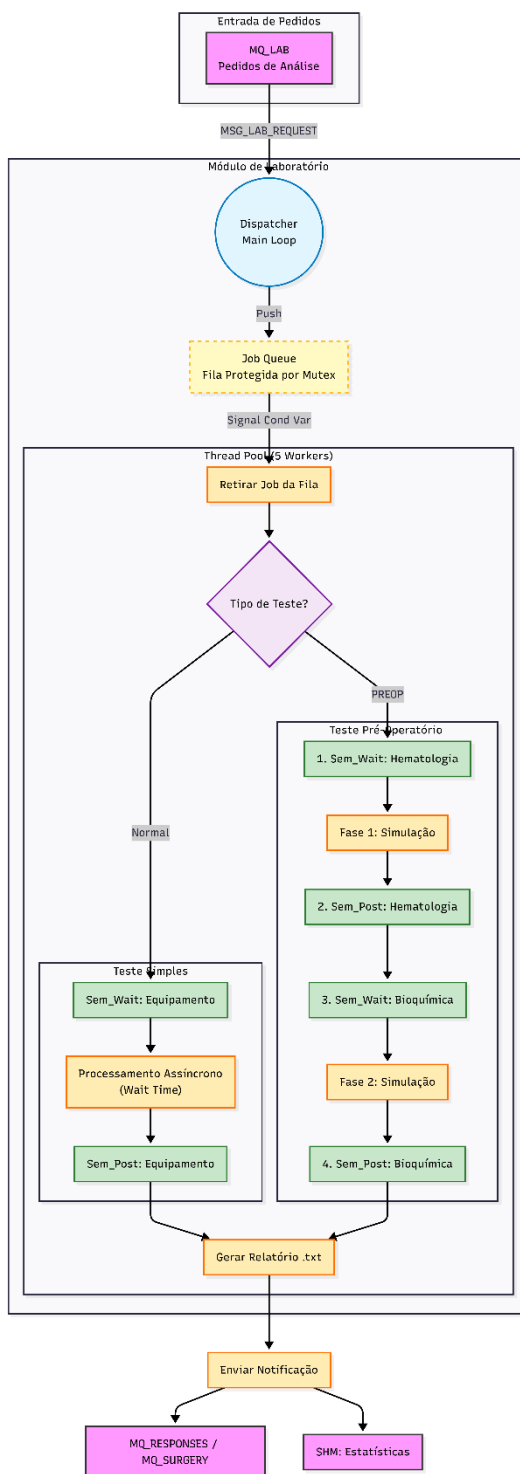 Entrada de Pedidos
MQ_LAB
Pedidos de Análise
MSG_LAB_REQUEST
Módulo de Laboratório
Dispatcher
Main Loop
Push
Job Queue
Fila Protegida por Mutex
Signal Cond Var
Thread Pool (5 Workers)
Retirar Job da Fila
Tipo de Teste?
PREOP
Teste Pré-Operatório
1. Sem_Wait: Hematologia
Fase 1: Simulação
Normal
2. Sem_Post: Hematologia
Teste Simples
Sem_Wait: Equipamento
3. Sem_Wait: Bioquímica
Processamento Assíncrono
(Wait Time)
Fase 2: Simulação
Sem_Post: Equipamento
4. Sem_Post: Bioquímica
Gerar Relatório .txt
Enviar Notificação
MQ_RESPONSES /
MQ_SURGERY
SHM: Estatísticas